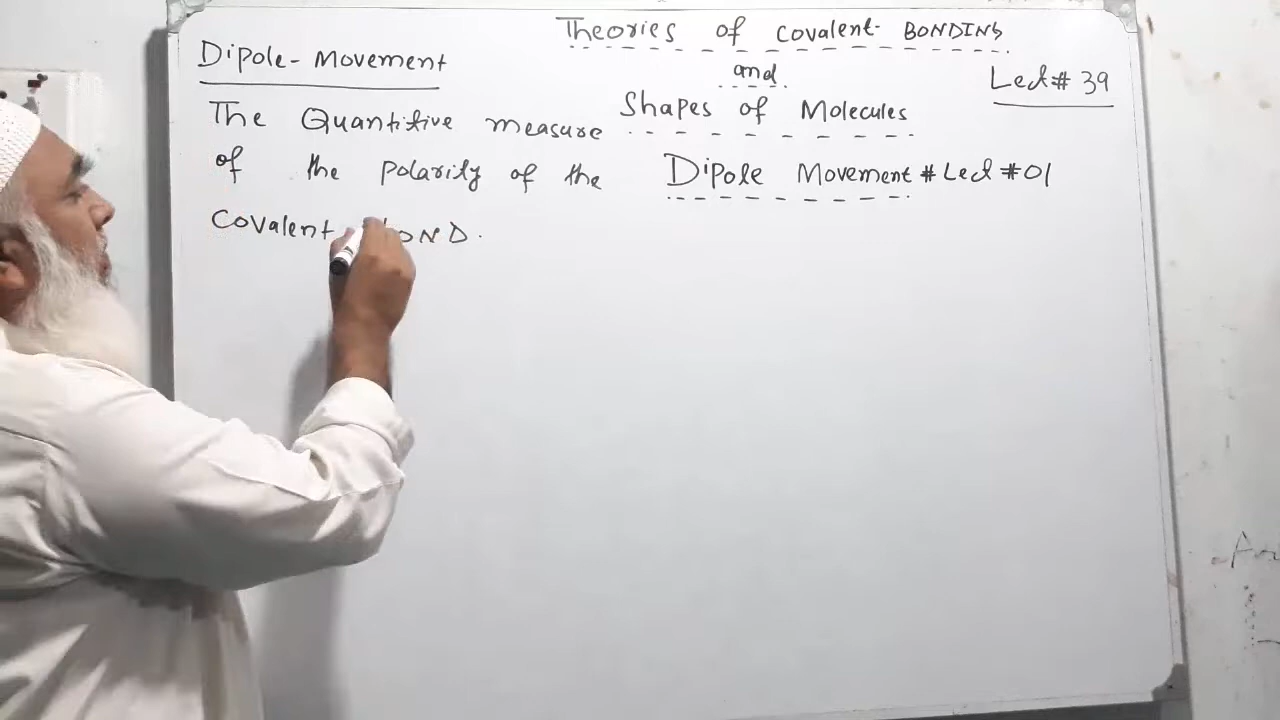 Theories of Covalent BONDING
and
Shapes of Molecules
Lect# 39
Dipole Movement # Lect #01
Dipole-Movement
The Quantitive measure
of the polarity of the
Covalent BOND.